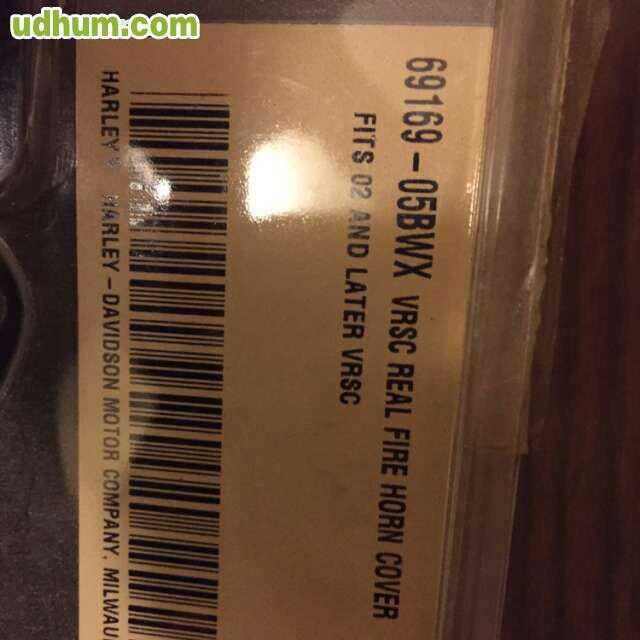 udhum.com
69169-05BWX VRSC REAL FIRE HORN COVER
FITS 02 AND LATER VRSC
HARLEY HARLEY-DAVIDSON MOTOR COMPANY, MILWAU